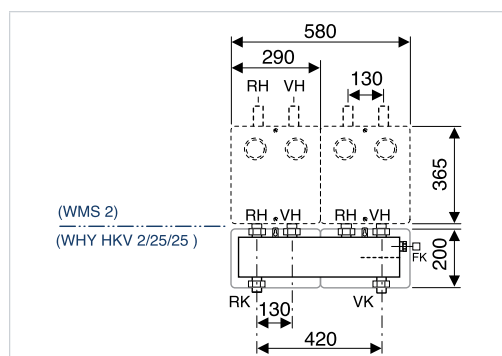 580
290
RH VH 130
365
(WMS 2)
RH VH RH VH
(WHY HKV 2/25/25 )
FK
200
RK VK
130
420